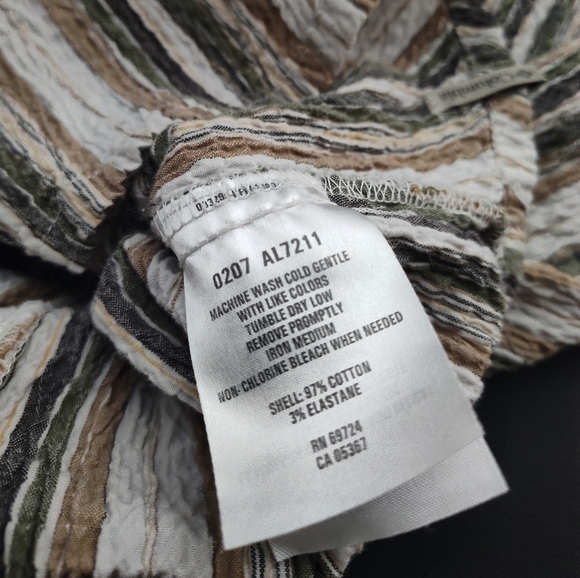 0207 AL7211
MACHINE WASH COLD GENTLE
WITH LIKE COLORS
TUMBLE DRY LOW
REMOVE PROMPTLY
IRON MEDIUM
NON-CHLORINE BLEACH WHEN NEEDED
SHELL: 97% COTTON
3% ELASTANE
RN 69724
CA 05367